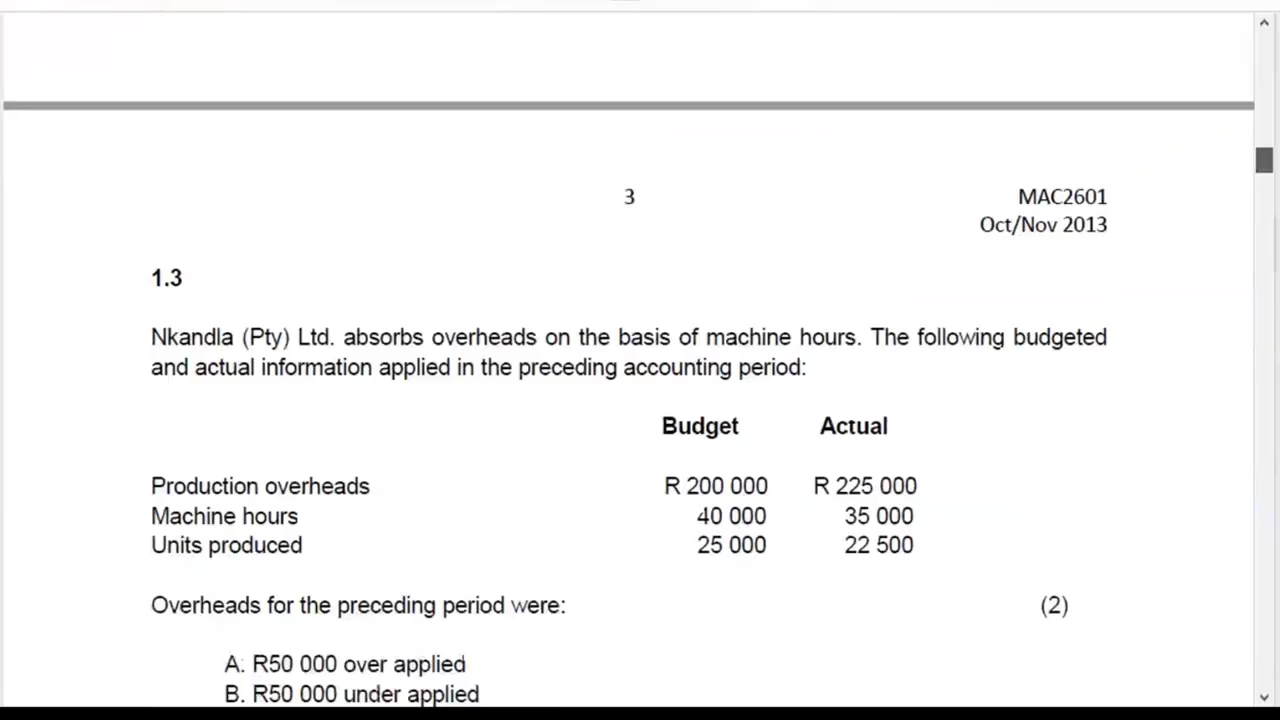 3
MAC2601
Oct/Nov 2013
1.3
Nkandla (Pty) Ltd. absorbs overheads on the basis of machine hours. The following budgeted
and actual information applied in the preceding accounting period:
Budget Actual
Production overheads R 200 000 R 225 000
Machine hours 40 000 35 000
Units produced 25 000 22 500
Overheads for the preceding period were: (2)
A. R50 000 over applied
B. R50 000 under applied